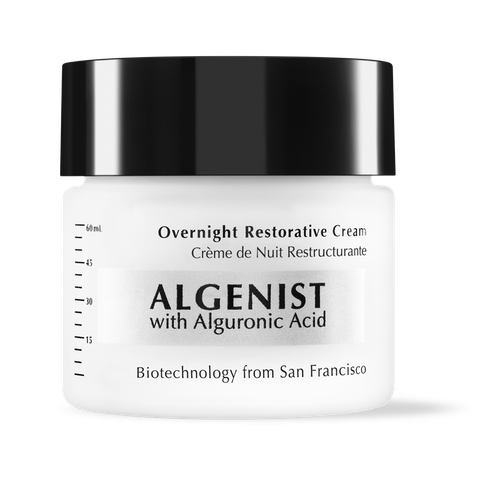 Overnight Restorative Cream
Crème de Nuit Restructurante
ALGENIST
with Alguronic Acid
Biotechnology from San Francisco
60 mL
45
30
15